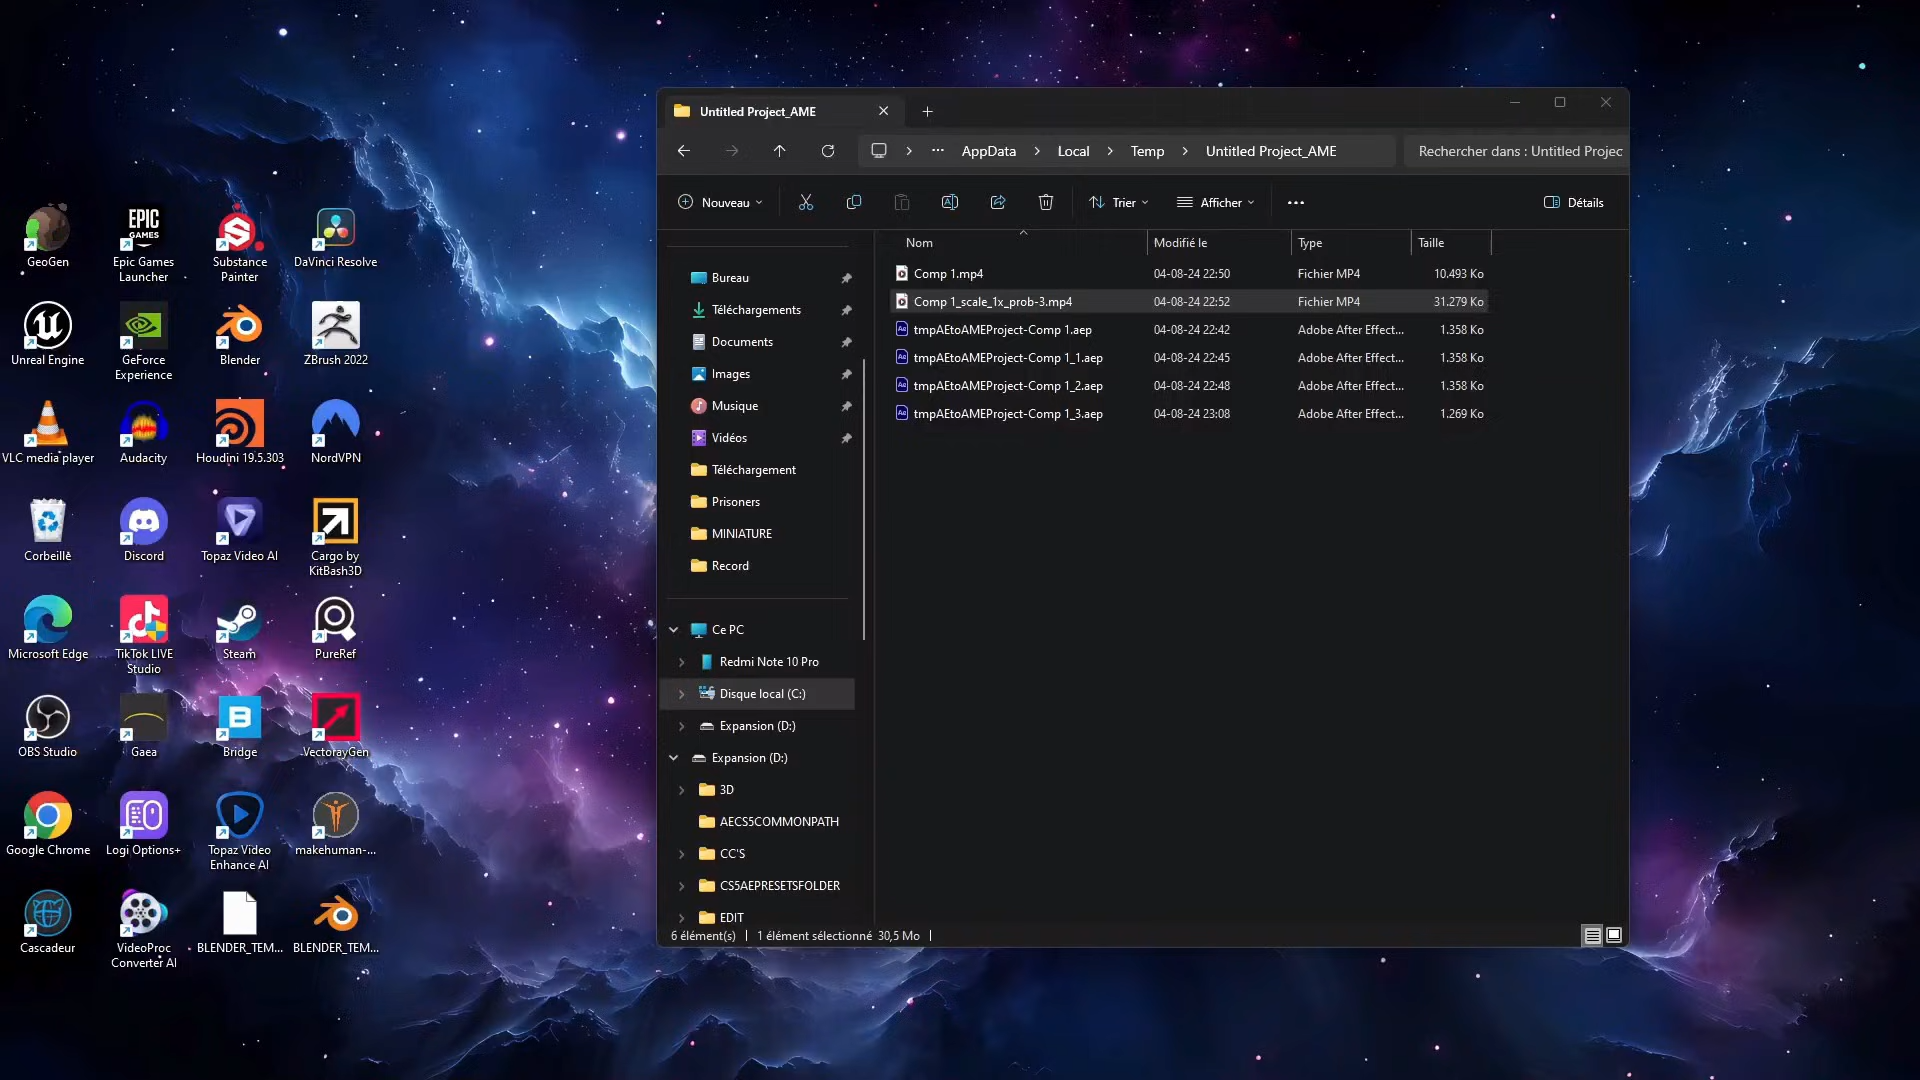 GeoGen
EPIC
GAMES
Epic Games
Launcher
Substance
Painter
DaVinci Resolve
Unreal Engine
GeForce
Experience
Blender
ZBrush 2022
VLC media player
Audacity
Houdini 19.5.303
NordVPN
Corbeille
Discord
Topaz Video AI
Cargo by
KitBash3D
Microsoft Edge
TikTok LIVE
Studio
Steam
PureRef
OBS Studio
Gaea
Bridge
VectorayGen
Google Chrome
Logi Options+
Topaz Video
Enhance AI
makehuman-...
Cascadeur
VideoProc
Converter AI
BLENDER_TEM...
BLENDER_TEM...
Untitled Project_AME
... AppData Local Temp Untitled Project_AME
Rechercher dans : Untitled Projec
Nouveau Trier Afficher ... Détails
Nom Modifié le Type Taille
Comp 1.mp4 04-08-24 22:50 Fichier MP4 10.493 Ko
Comp 1_scale_1x_prob-3.mp4 04-08-24 22:52 Fichier MP4 31.279 Ko
Ae tmpAEtoAMEProject-Comp 1.aep 04-08-24 22:42 Adobe After Effect... 1.358 Ko
Ae tmpAEtoAMEProject-Comp 1_1.aep 04-08-24 22:45 Adobe After Effect... 1.358 Ko
Ae tmpAEtoAMEProject-Comp 1_2.aep 04-08-24 22:48 Adobe After Effect... 1.358 Ko
Ae tmpAEtoAMEProject-Comp 1_3.aep 04-08-24 23:08 Adobe After Effect... 1.269 Ko
Bureau
Téléchargements
Documents
Images
Musique
Vidéos
Téléchargement
Prisoners
MINIATURE
Record
Ce PC
Redmi Note 10 Pro
Disque local (C:)
Expansion (D:)
Expansion (D:)
3D
AECS5COMMONPATH
CC'S
CS5AEPRESETSFOLDER
EDIT
6 élément(s) 1 élément sélectionné 30,5 Mo